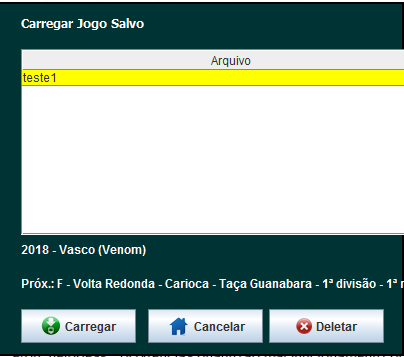 Carregar Jogo Salvo
Arquivo
teste1
2018 - Vasco (Venom)
Próx.: F - Volta Redonda - Carioca - Taça Guanabara - 1ª divisão - 1ª
Carregar
Cancelar
Deletar